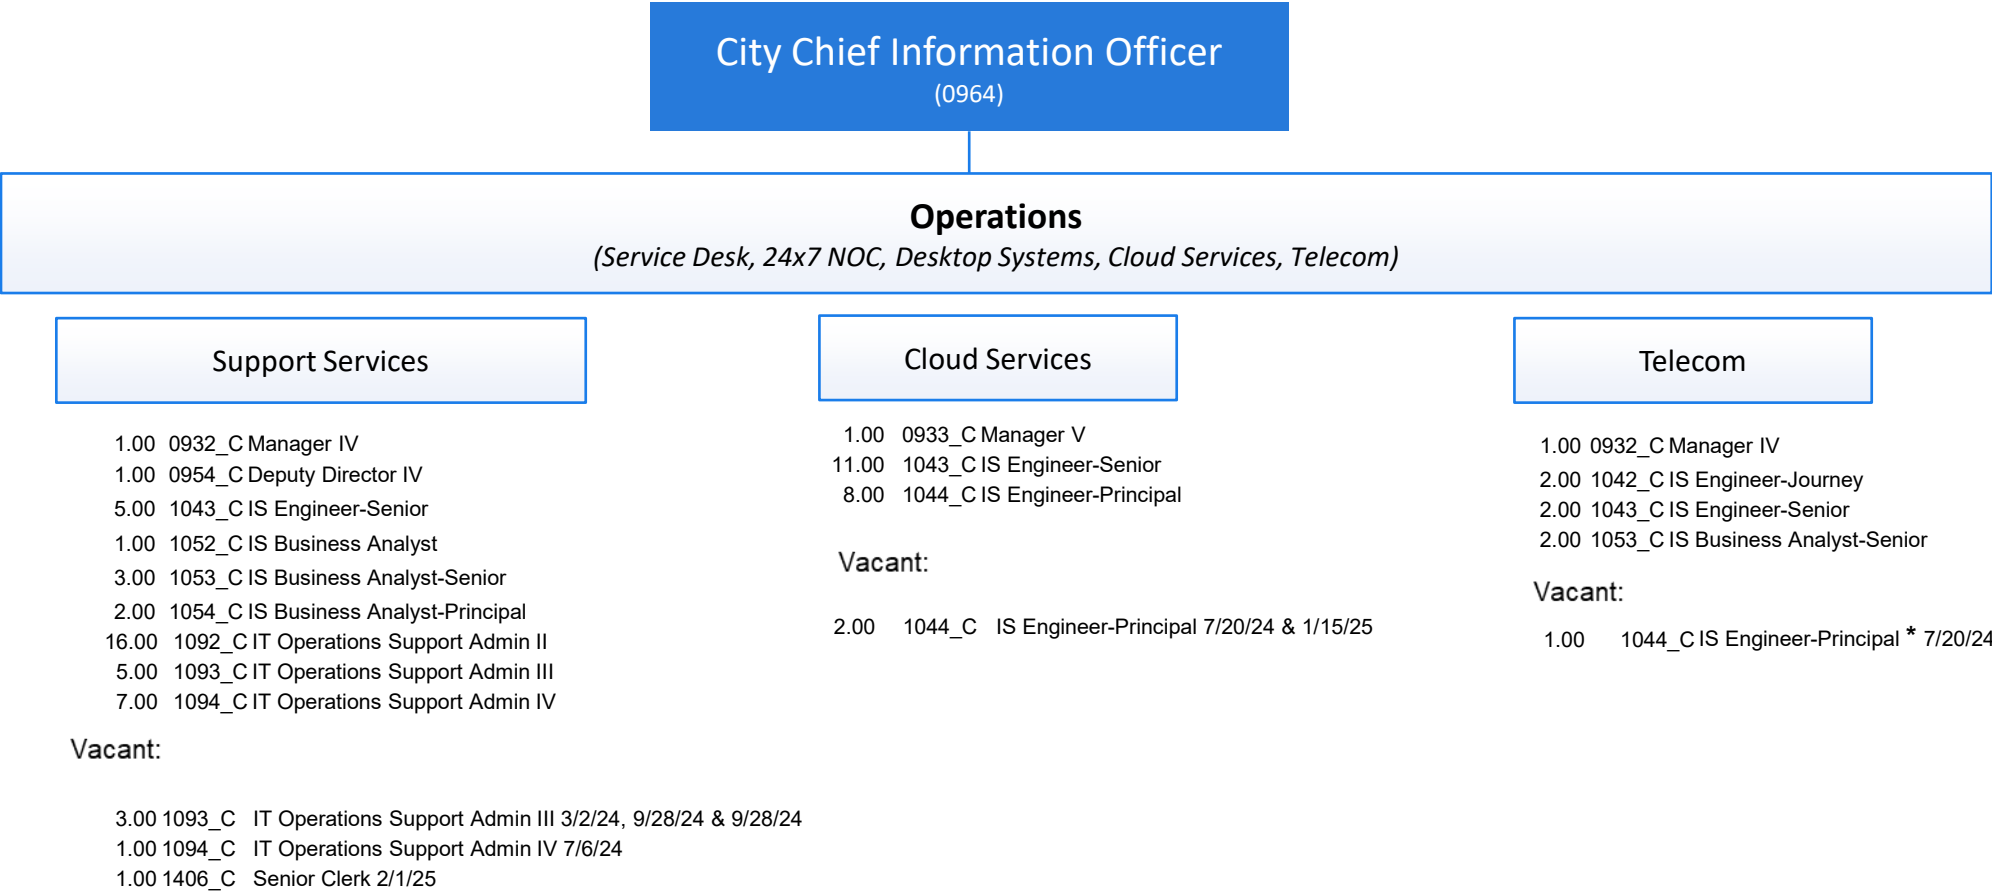 City Chief Information Officer
(0964)
Operations
(Service Desk, 24x7 NOC, Desktop Systems, Cloud Services, Telecom)
Support Services
1.00 0932_C Manager IV
1.00 0954_C Deputy Director IV
5.00 1043_C IS Engineer-Senior
1.00 1052_C IS Business Analyst
3.00 1053_C IS Business Analyst-Senior
2.00 1054_C IS Business Analyst-Principal
16.00 1092_C IT Operations Support Admin II
5.00 1093_C IT Operations Support Admin III
7.00 1094_C IT Operations Support Admin IV
Vacant:
3.00 1093_C IT Operations Support Admin III 3/2/24, 9/28/24 & 9/28/24
1.00 1094_C IT Operations Support Admin IV 7/6/24
1.00 1406_C Senior Clerk 2/1/25
Cloud Services
1.00 0933_C Manager V
11.00 1043_C IS Engineer-Senior
8.00 1044_C IS Engineer-Principal
Vacant:
2.00 1044_C IS Engineer-Principal 7/20/24 & 1/15/25
Telecom
1.00 0932_C Manager IV
2.00 1042_C IS Engineer-Journey
2.00 1043_C IS Engineer-Senior
2.00 1053_C IS Business Analyst-Senior
Vacant:
1.00 1044_C IS Engineer-Principal * 7/20/24